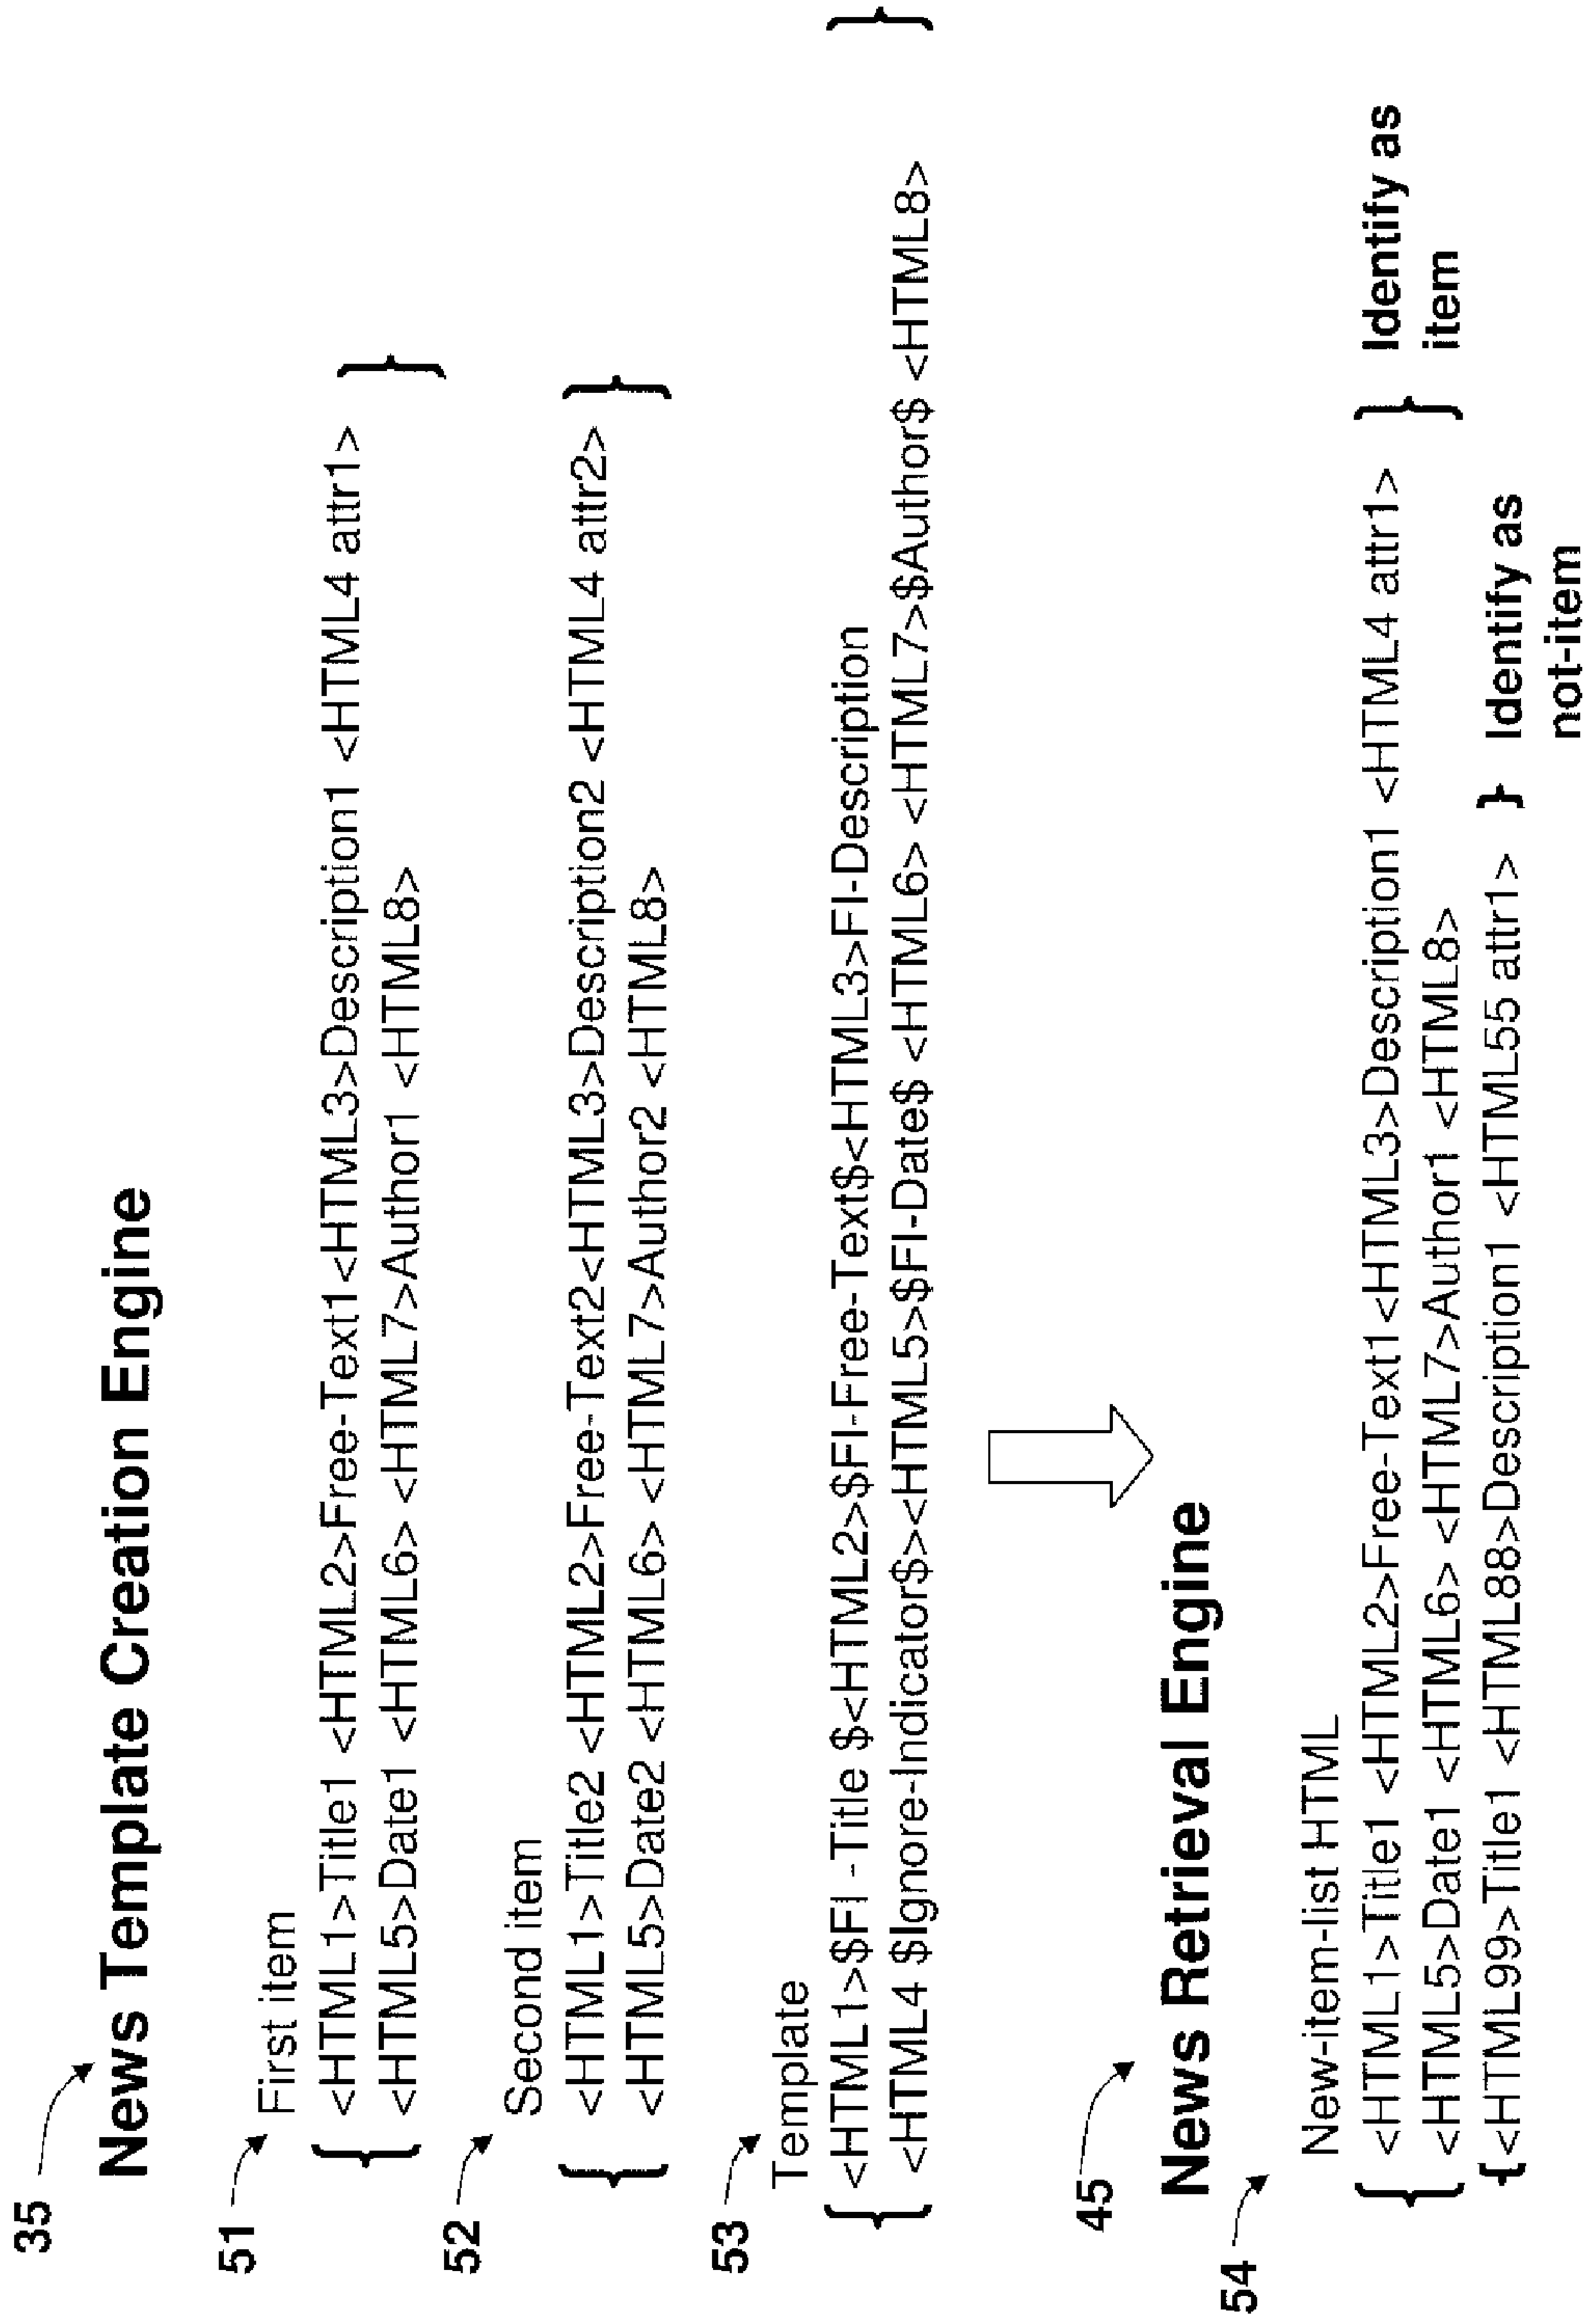 35
News Template Creation Engine
51
First item
{ <HTML1>Title1 <HTML2>Free-Text1<HTML3>Description1 <HTML4 attr1> }
<HTML5>Date1 <HTML6> <HTML7>Author1 <HTML8>
52
Second item
{ <HTML1>Title2 <HTML2>Free-Text2<HTML3>Description2 <HTML4 attr2> }
<HTML5>Date2 <HTML6> <HTML7>Author2 <HTML8>
53
Template
{ <HTML1>$FI -Title $<HTML2>$FI-Free-Text$<HTML3>FI-Description }
<HTML4 $Ignore-Indicator$><HTML5>$FI-Date$ <HTML6> <HTML7>$Author$ <HTML8>
45
News Retrieval Engine
54
New-item-list HTML
{ <HTML1>Title1 <HTML2>Free-Text1<HTML3>Description1 <HTML4 attr1> } Identify as
<HTML5>Date1 <HTML6> <HTML7>Author1 <HTML8> item
{ <HTML99>Title1 <HTML88>Description1 <HTML55 attr1> } Identify as
not-item